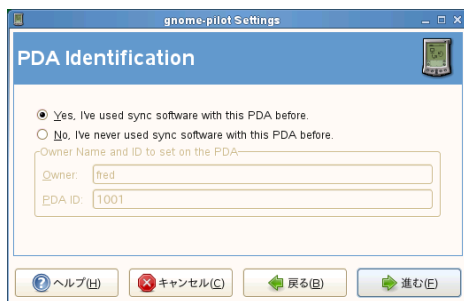 gnome-pilot Settings
PDA Identification
Yes, I've used sync software with this PDA before.
No, I've never used sync software with this PDA before.
Owner Name and ID to set on the PDA
Owner: fred
PDA ID: 1001
ヘルプ(H) キャンセル(C) 戻る(B) 進む(F)